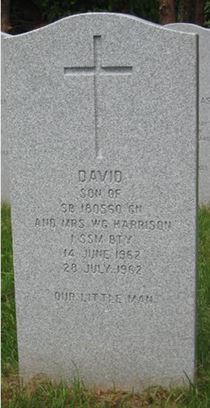 DAVID
SON OF
SB 180560 GN
AND MRS WG HARRISON
1 SSM BTY
14 JUNE 1962
28 JULY 1962
OUR LITTLE MAN